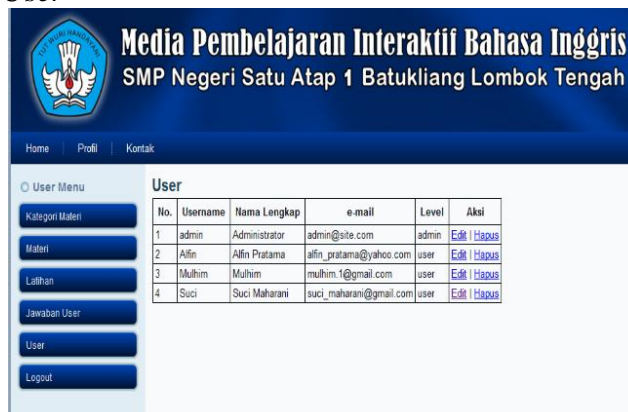 TUT WURI HANDAYANI
Media Pembelajaran Interaktif Bahasa Inggris
SMP Negeri Satu Atap 1 Batukliang Lombok Tengah
Home | Profil | Kontak
User Menu
Kategori Materi
Materi
Latihan
Jawaban User
User
Logout
User
No. Username Nama Lengkap e-mail Level Aksi
1 admin Administrator admin@site.com admin Edit | Hapus
2 Alfin Alfin Pratama alfin_pratama@yahoo.com user Edit | Hapus
3 Mulhim Mulhim mulhim.1@gmail.com user Edit | Hapus
4 Suci Suci Maharani suci_maharani@gmail.com user Edit | Hapus